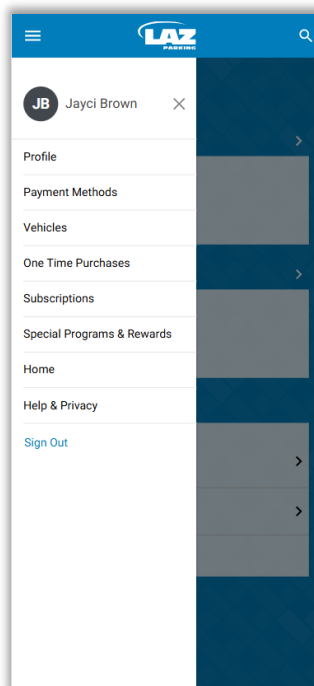 LAZ
PARKING
JB Jayci Brown
Profile
Payment Methods
Vehicles
One Time Purchases
Subscriptions
Special Programs & Rewards
Home
Help & Privacy
Sign Out